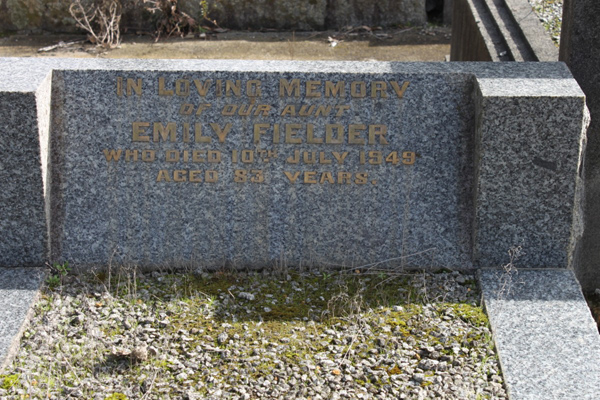 IN LOVING MEMORY
OF OUR AUNT
EMILY FIELDER
WHO DIED 10TH JULY 1949
AGED 83 YEARS.